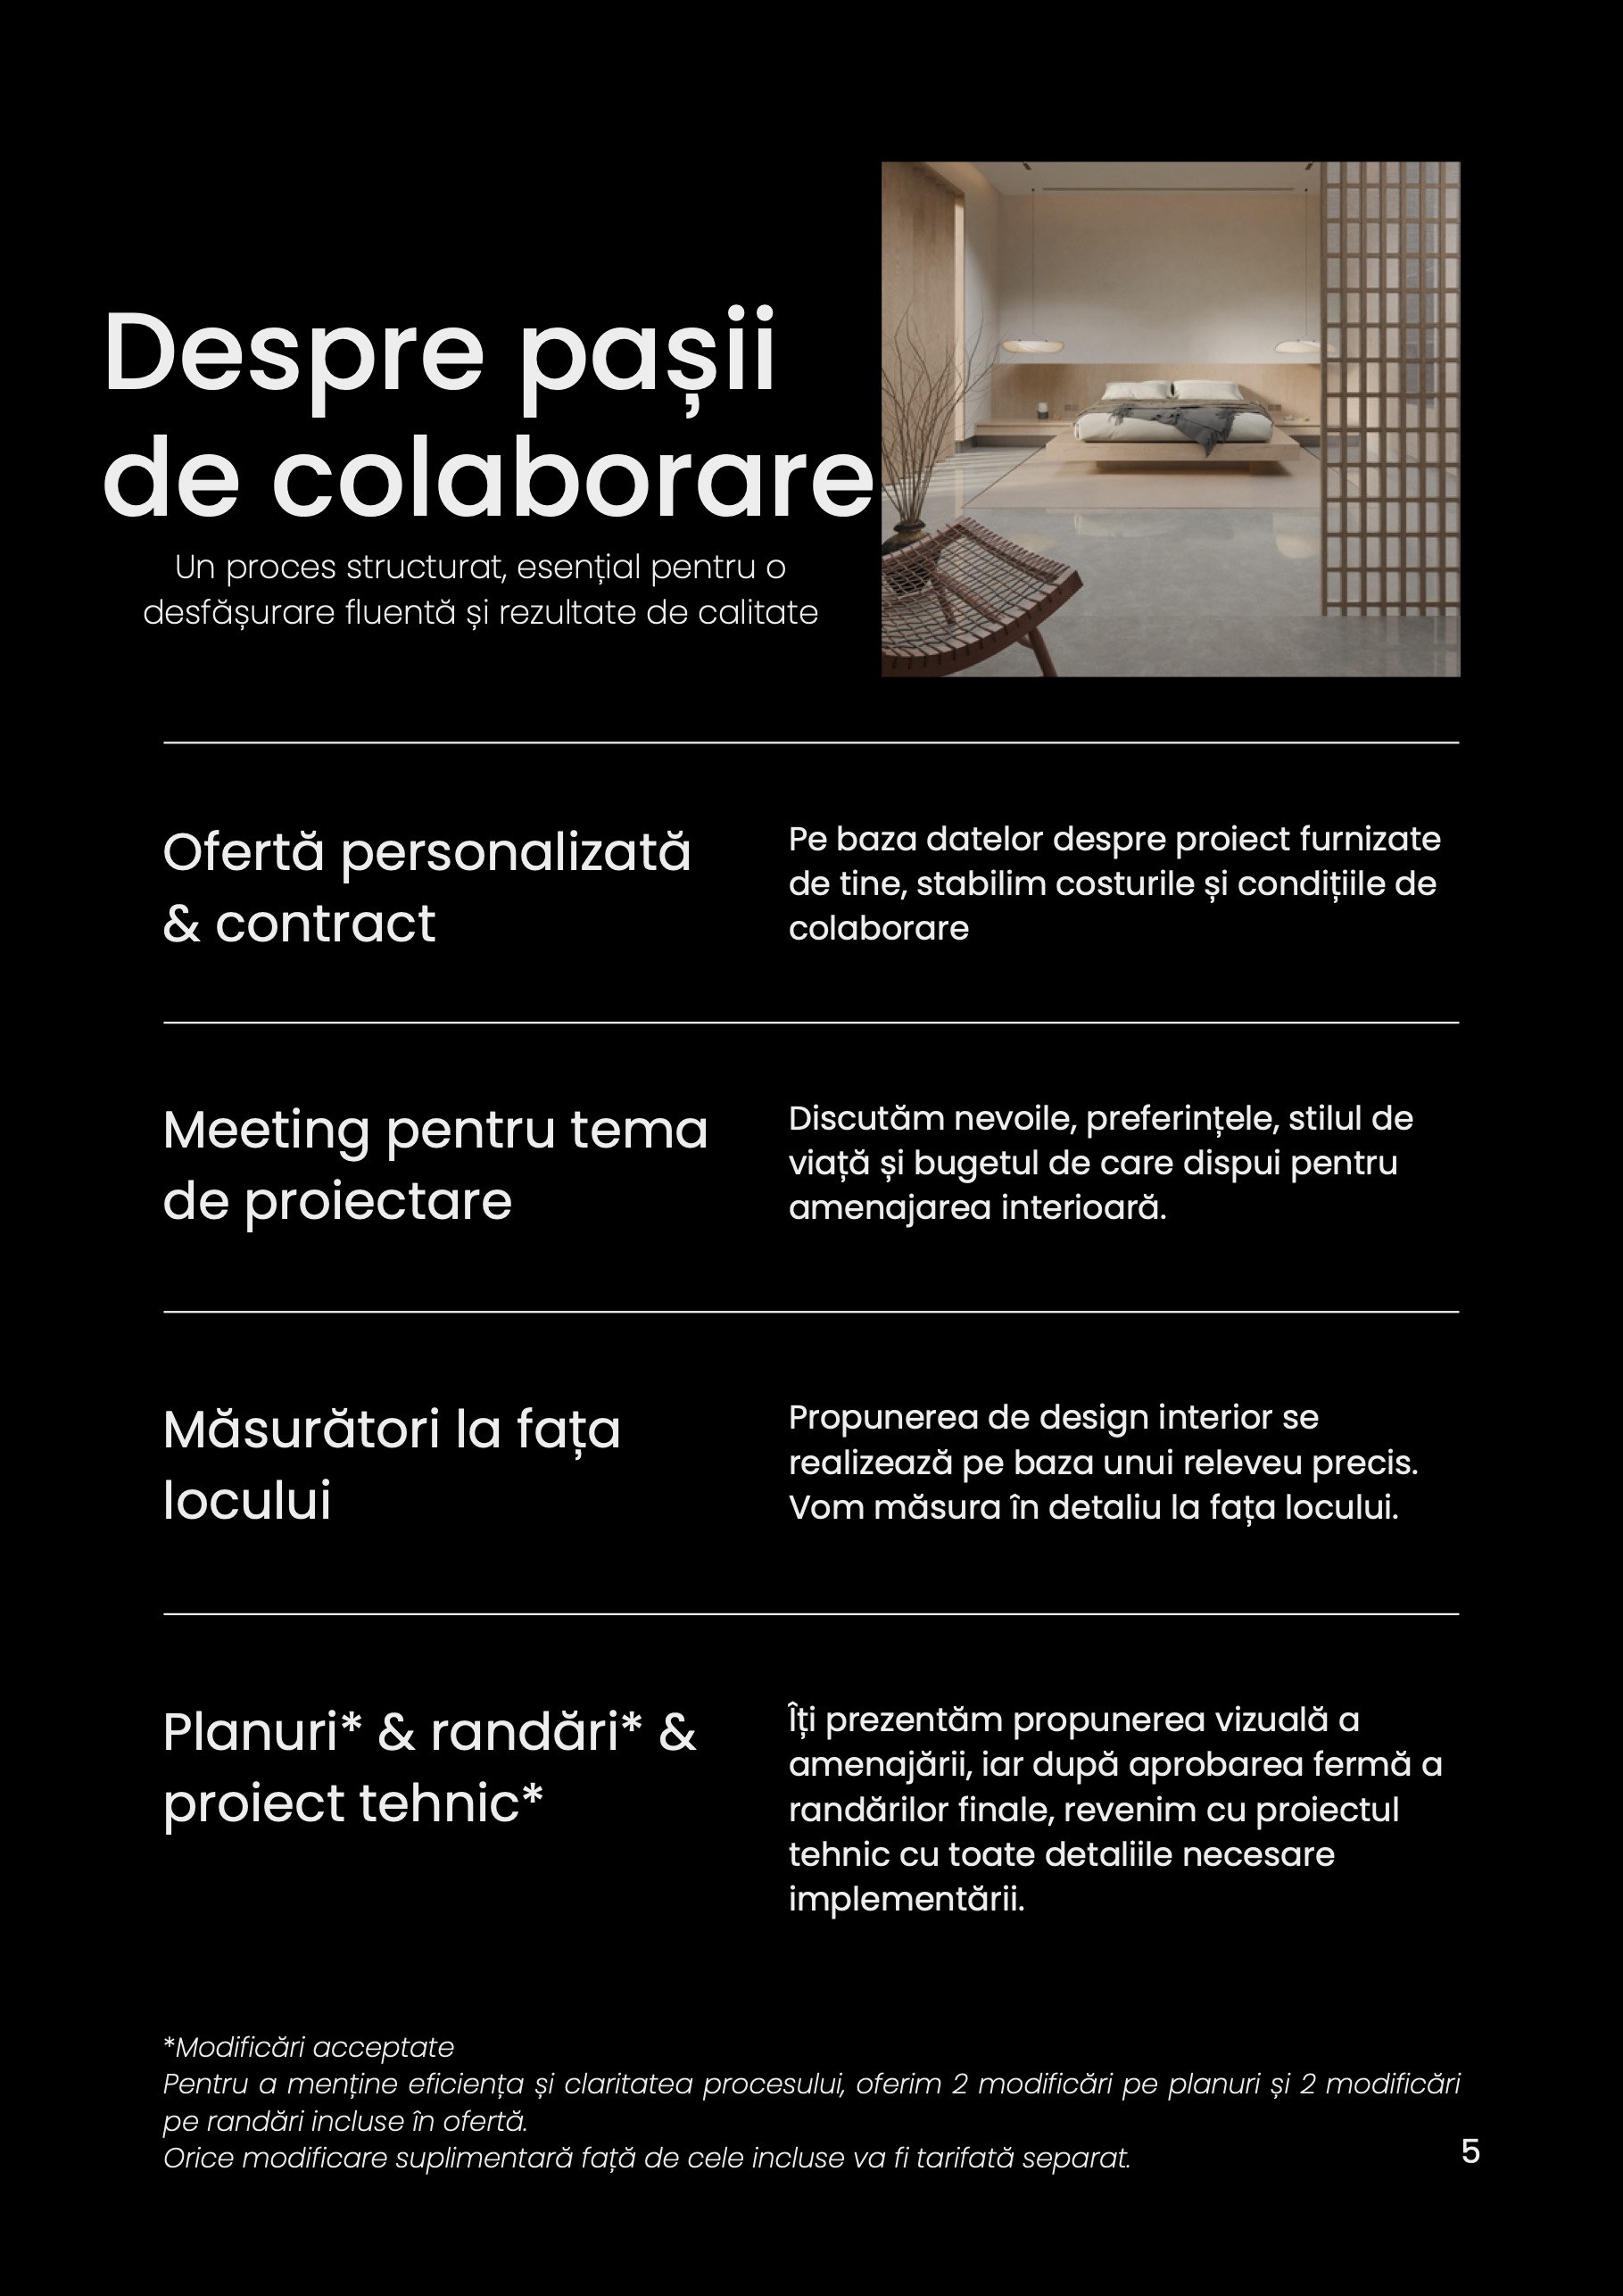 Despre pașii
de colaborare
Un proces structurat, esențial pentru o
desfășurare fluentă și rezultate de calitate
Ofertă personalizată
& contract
Pe baza datelor despre proiect furnizate
de tine, stabilim costurile și condițiile de
colaborare
Meeting pentru tema
de proiectare
Discutăm nevoile, preferințele, stilul de
viață și bugetul de care dispui pentru
amenajarea interioară.
Măsurători la fața
locului
Propunerea de design interior se
realizează pe baza unui releveu precis.
Vom măsura în detaliu la fața locului.
Planuri* & randări* &
proiect tehnic*
Îți prezentăm propunerea vizuală a
amenajării, iar după aprobarea fermă a
randărilor finale, revenim cu proiectul
tehnic cu toate detaliile necesare
implementării.
*Modificări acceptate
Pentru a menține eficiența și claritatea procesului, oferim 2 modificări pe planuri și 2 modificări
pe randări incluse în ofertă.
Orice modificare suplimentară față de cele incluse va fi tarifată separat.
5